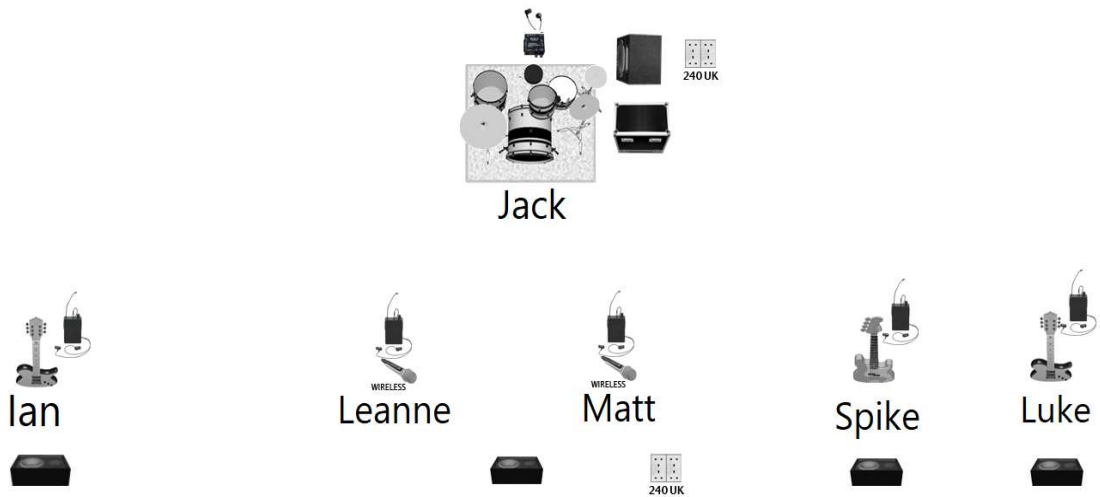 240 UK
Jack
WIRELESS
WIRELESS
Ian
Leanne
Matt
Spike
Luke
240 UK